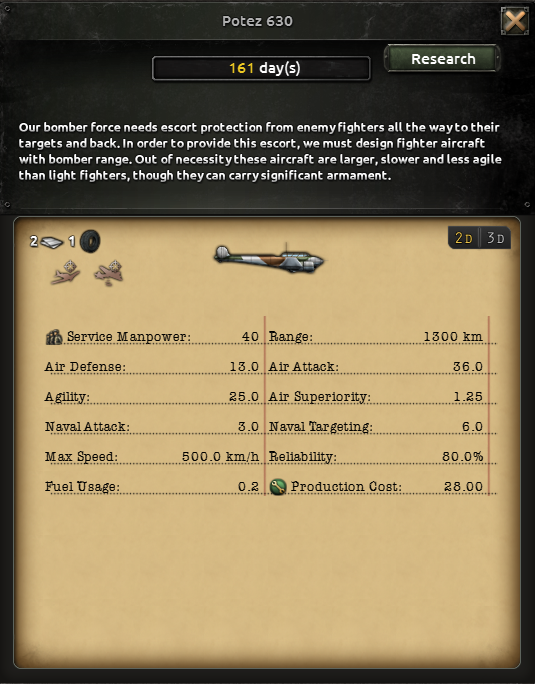 Potez 630
161 day(s)
Research
Our bomber force needs escort protection from enemy fighters all the way to their
targets and back. In order to provide this escort, we must design fighter aircraft
with bomber range. Out of necessity these aircraft are larger, slower and less agile
than light fighters, though they can carry significant armament.
2 1
2D 3D
Service Manpower: 40 Range: 1300 km
Air Defense: 13.0 Air Attack: 36.0
Agility: 25.0 Air Superiority: 1.25
Naval Attack: 3.0 Naval Targeting: 6.0
Max Speed: 500.0 km/h Reliability: 80.0%
Fuel Usage: 0.2 Production Cost: 28.00